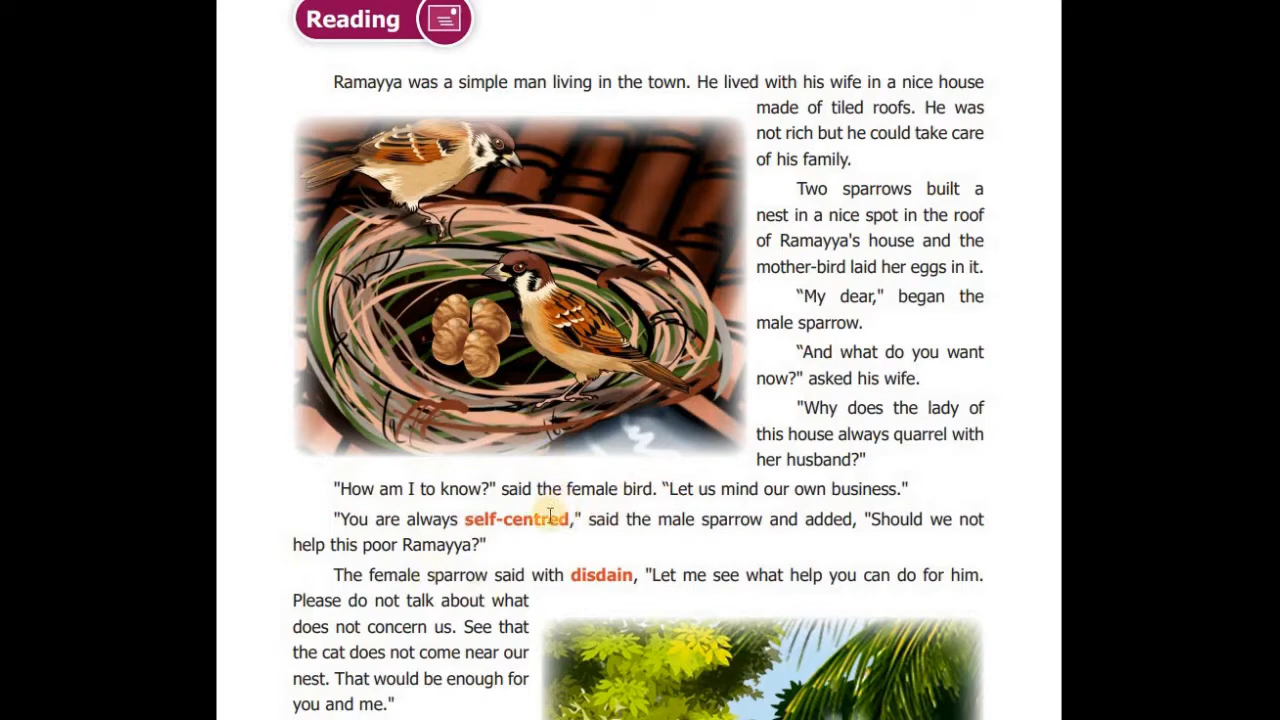 Reading
Ramayya was a simple man living in the town. He lived with his wife in a nice house
made of tiled roofs. He was
not rich but he could take care
of his family.
Two sparrows built a
nest in a nice spot in the roof
of Ramayya's house and the
mother-bird laid her eggs in it.
“My dear," began the
male sparrow.
“And what do you want
now?" asked his wife.
"Why does the lady of
this house always quarrel with
her husband?"
"How am I to know?" said the female bird. “Let us mind our own business."
"You are always self-centred," said the male sparrow and added, "Should we not
help this poor Ramayya?"
The female sparrow said with disdain, "Let me see what help you can do for him.
Please do not talk about what
does not concern us. See that
the cat does not come near our
nest. That would be enough for
you and me."